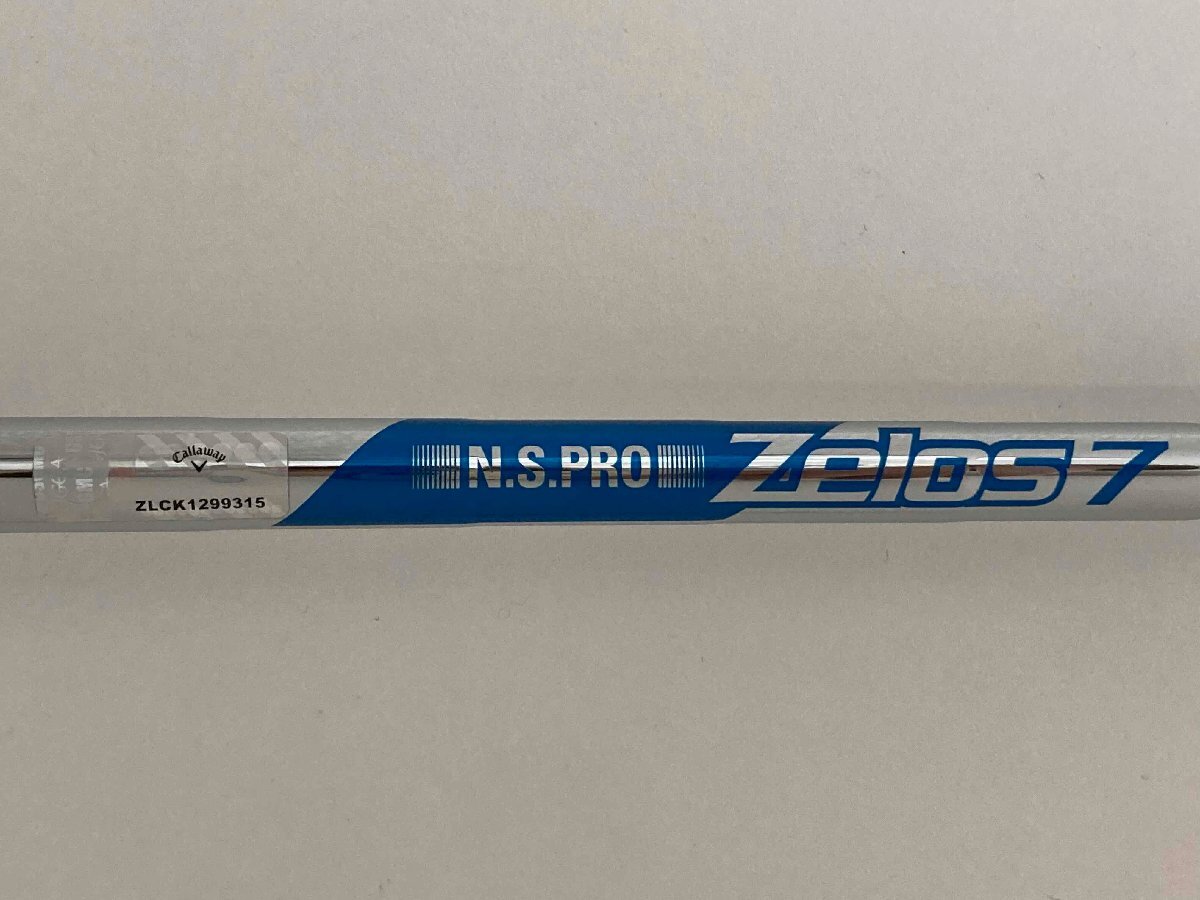 Callaway
ZLCK1299315
N.S.PRO Zelos 7